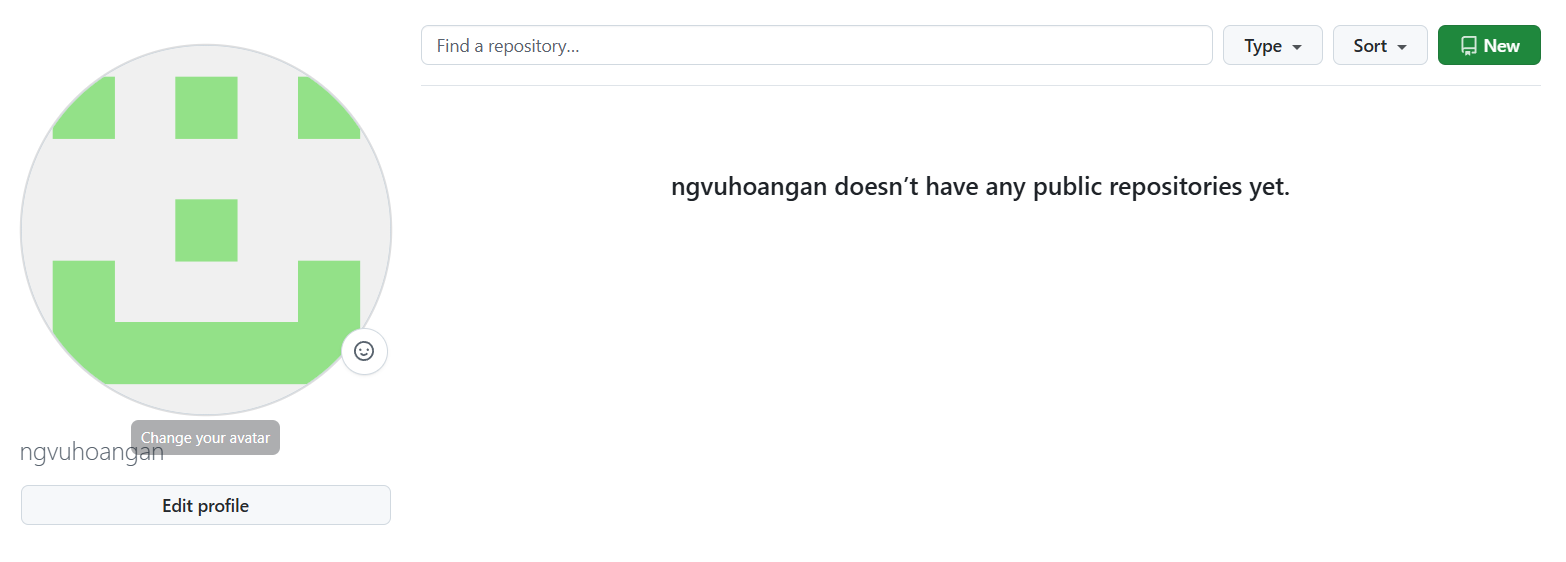 Find a repository…
Type
Sort
New
ngvuhoangan doesn’t have any public repositories yet.
Change your avatar
ngvuhoangan
Edit profile